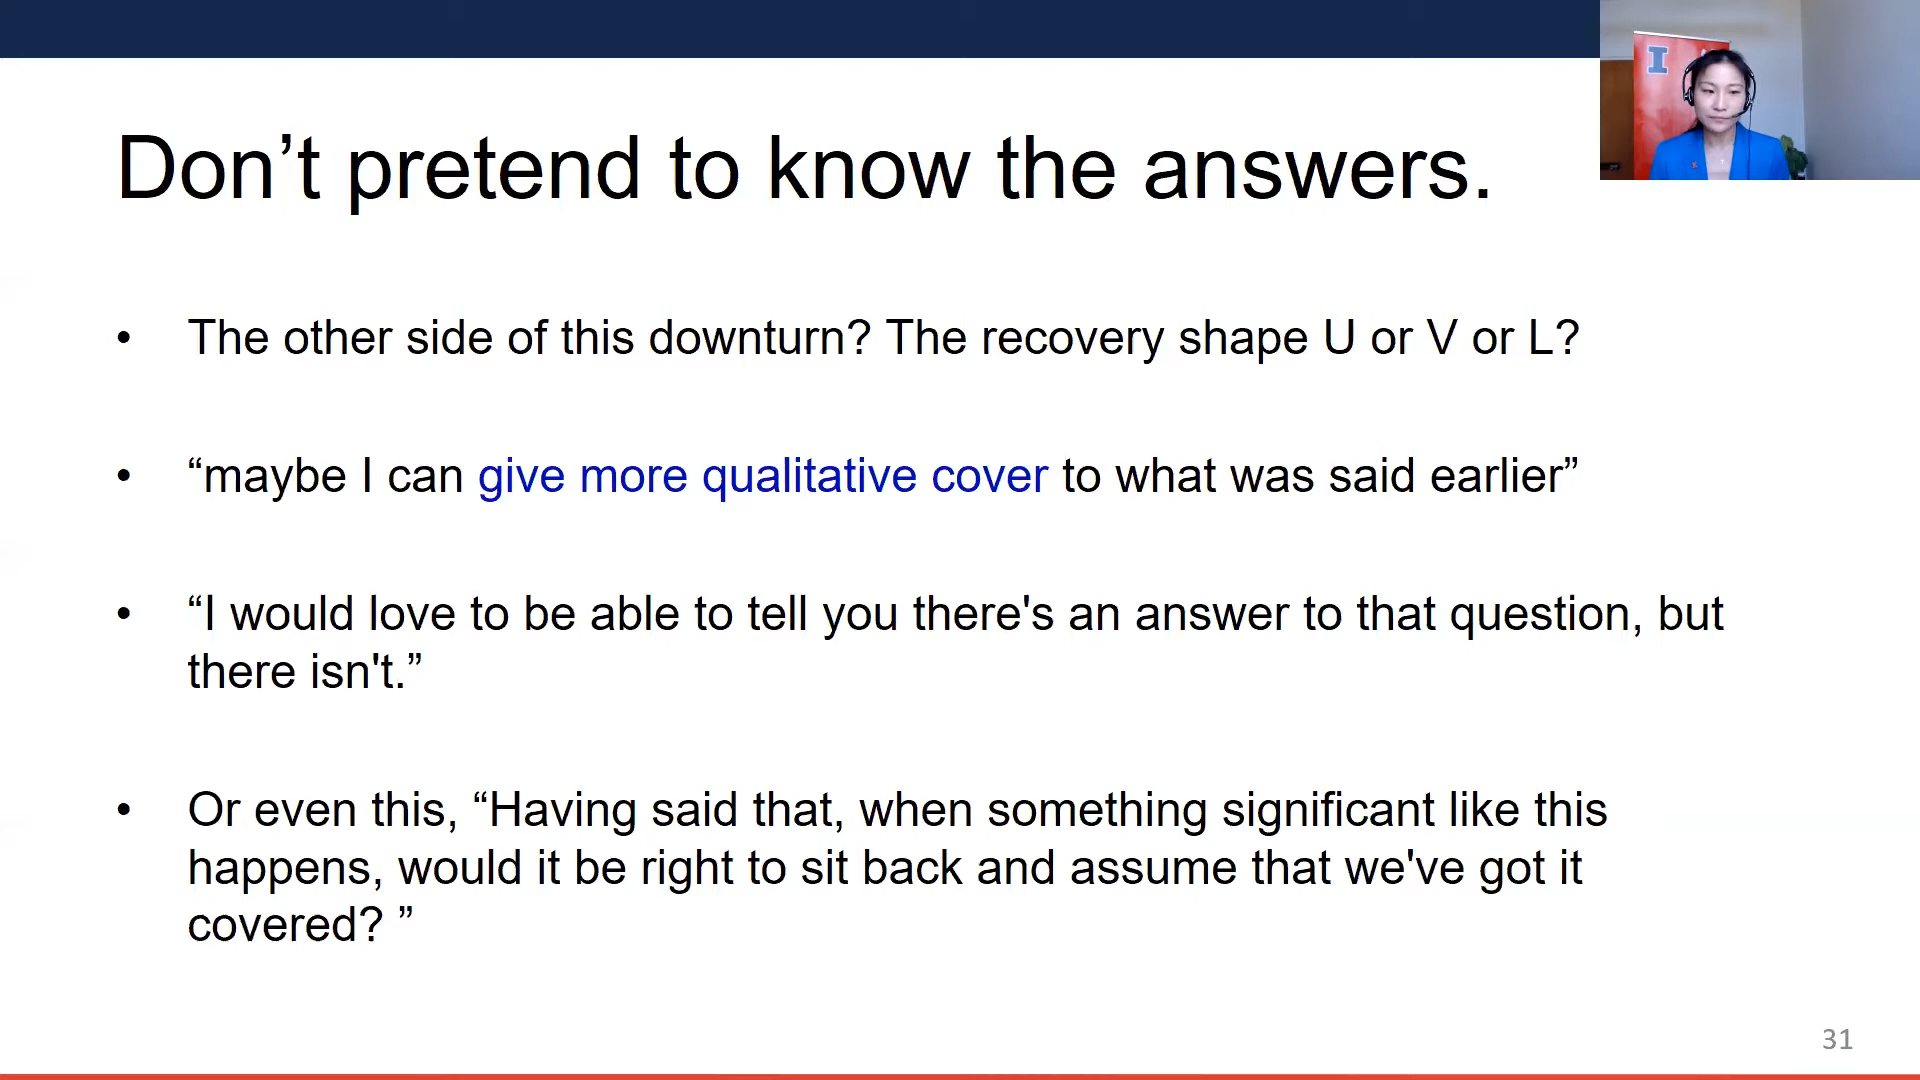 I
Don’t pretend to know the answers.
• The other side of this downturn? The recovery shape U or V or L?
• “maybe I can give more qualitative cover to what was said earlier”
• “I would love to be able to tell you there's an answer to that question, but
there isn't.”
• Or even this, “Having said that, when something significant like this
happens, would it be right to sit back and assume that we've got it
covered? ”
31